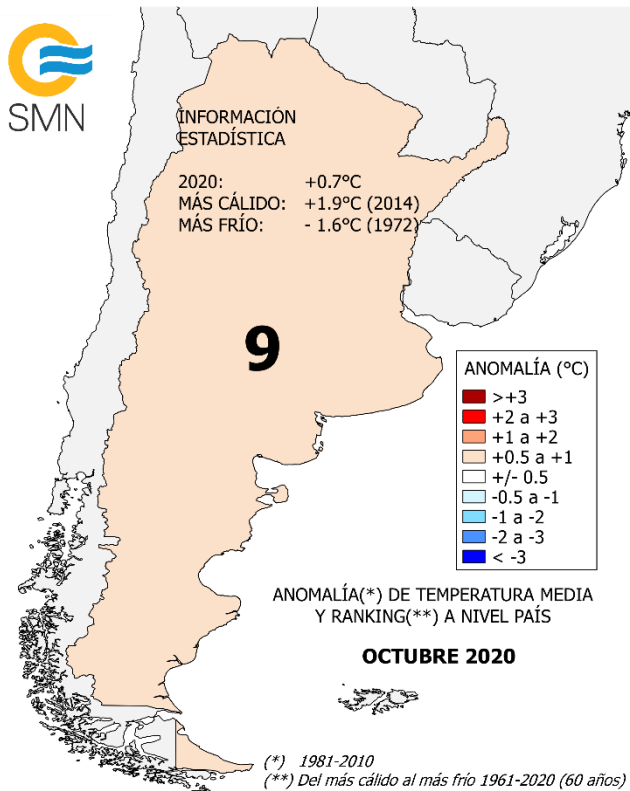 SMN
INFORMACIÓN
ESTADÍSTICA
2020: +0.7°C
MÁS CÁLIDO: +1.9°C (2014)
MÁS FRÍO: - 1.6°C (1972)
9
ANOMALÍA (°C)
>+3
+2 a +3
+1 a +2
+0.5 a +1
+/- 0.5
-0.5 a -1
-1 a -2
-2 a -3
< -3
ANOMALÍA(*) DE TEMPERATURA MEDIA
Y RANKING(**) A NIVEL PAÍS
OCTUBRE 2020
(*) 1981-2010
(**) Del más cálido al más frío 1961-2020 (60 años)